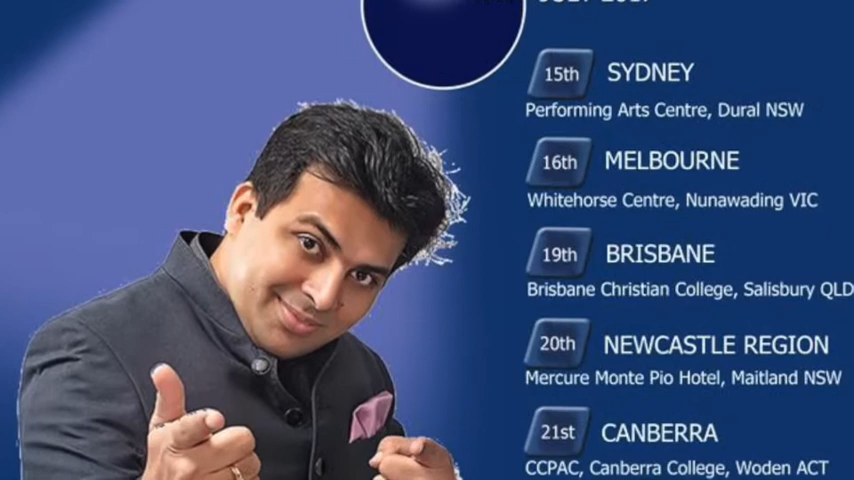 15th SYDNEY
Performing Arts Centre, Dural NSW
16th MELBOURNE
Whitehorse Centre, Nunawading VIC
19th BRISBANE
Brisbane Christian College, Salisbury QLD
20th NEWCASTLE REGION
Mercure Monte Pio Hotel, Maitland NSW
21st CANBERRA
CCPAC, Canberra College, Woden ACT